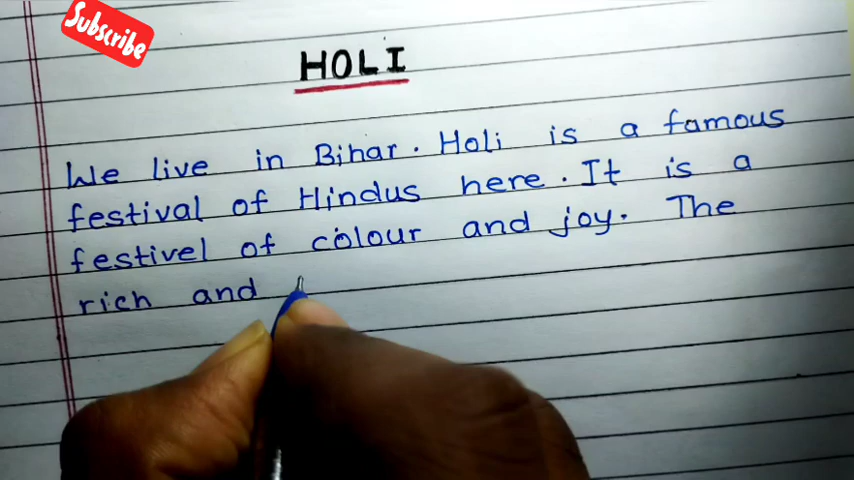 Subscribe
HOLI
We live in Bihar. Holi is a famous
festival of Hindus here. It is a
festivel of colour and joy. The
rich and